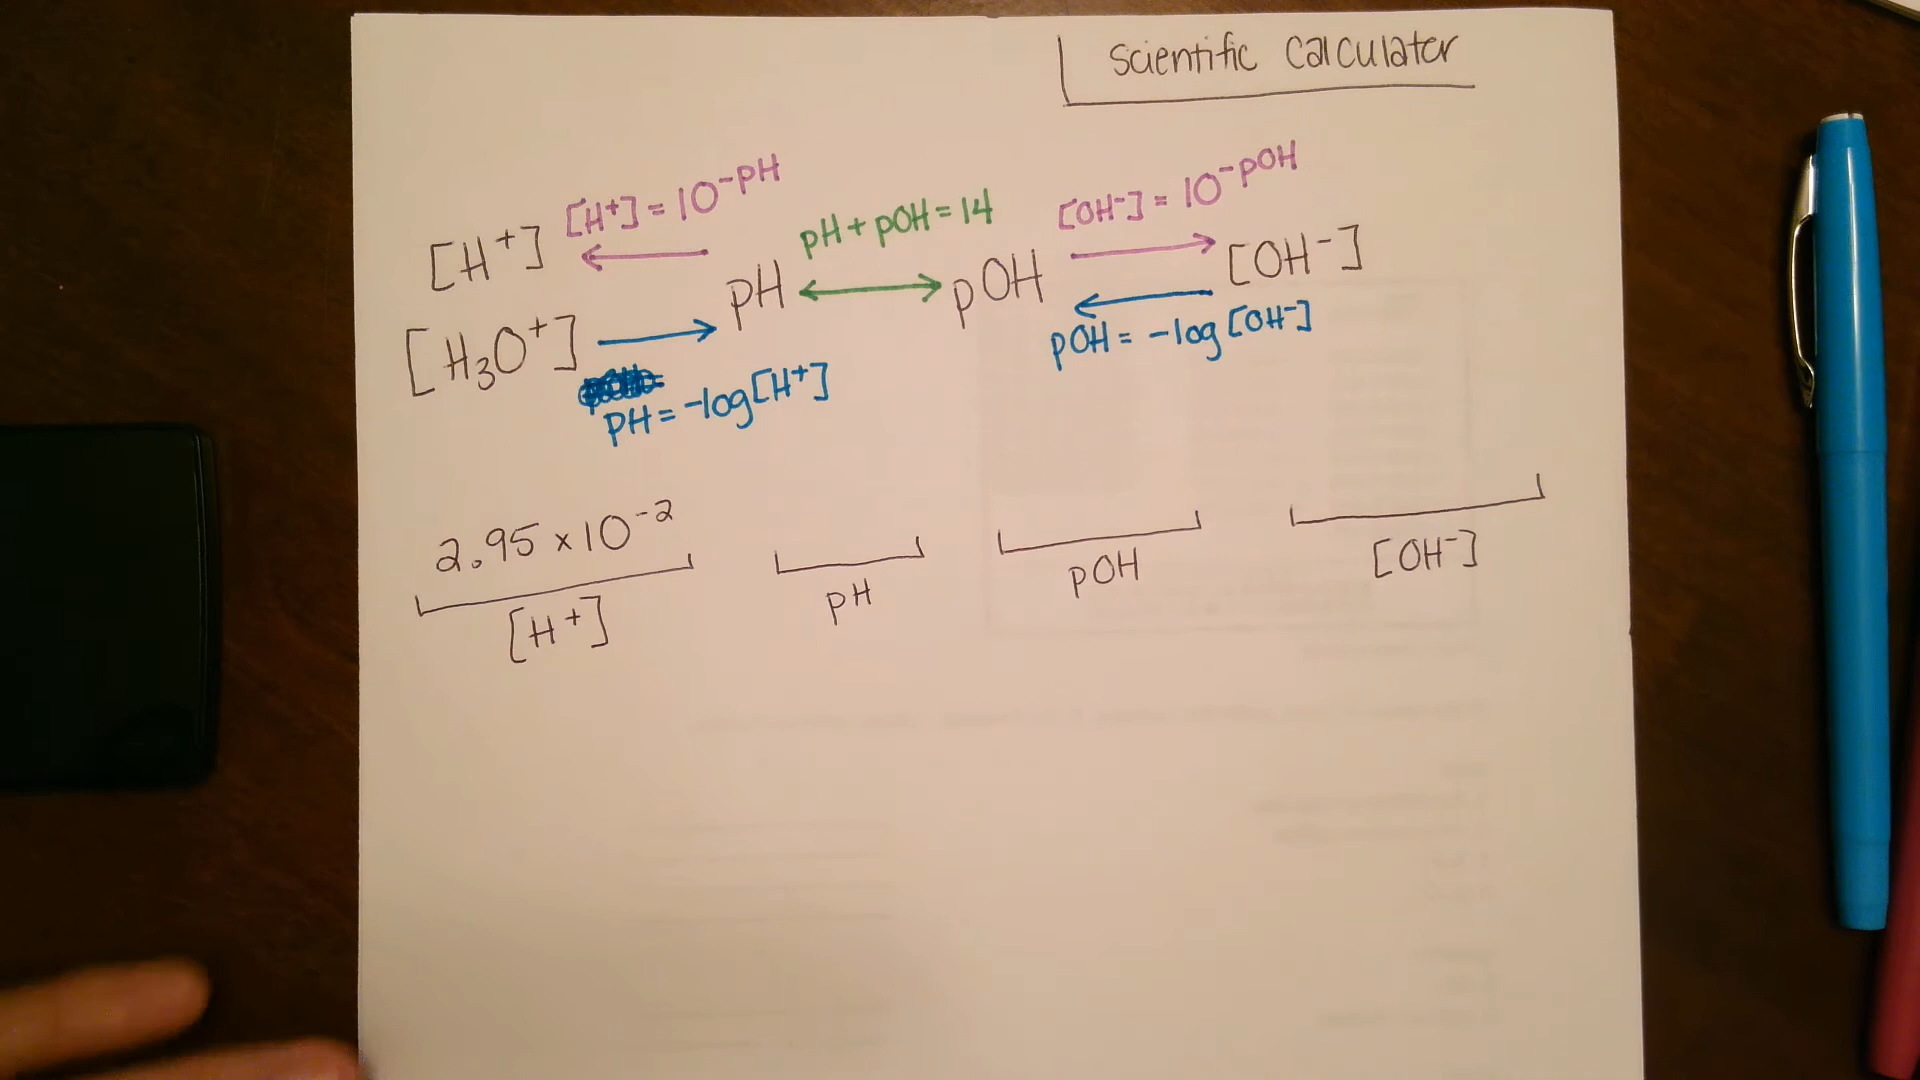 Scientific Calculator
[H⁺] = 10⁻ᵖᴴ
pH + pOH = 14
[OH⁻] = 10⁻ᵖᴼᴴ
[H⁺]
pH
pOH
[OH⁻]
[H₃O⁺]
pH = -log[H⁺]
pOH = -log[OH⁻]
2.95 x 10⁻²
[H⁺]
pH
pOH
[OH⁻]